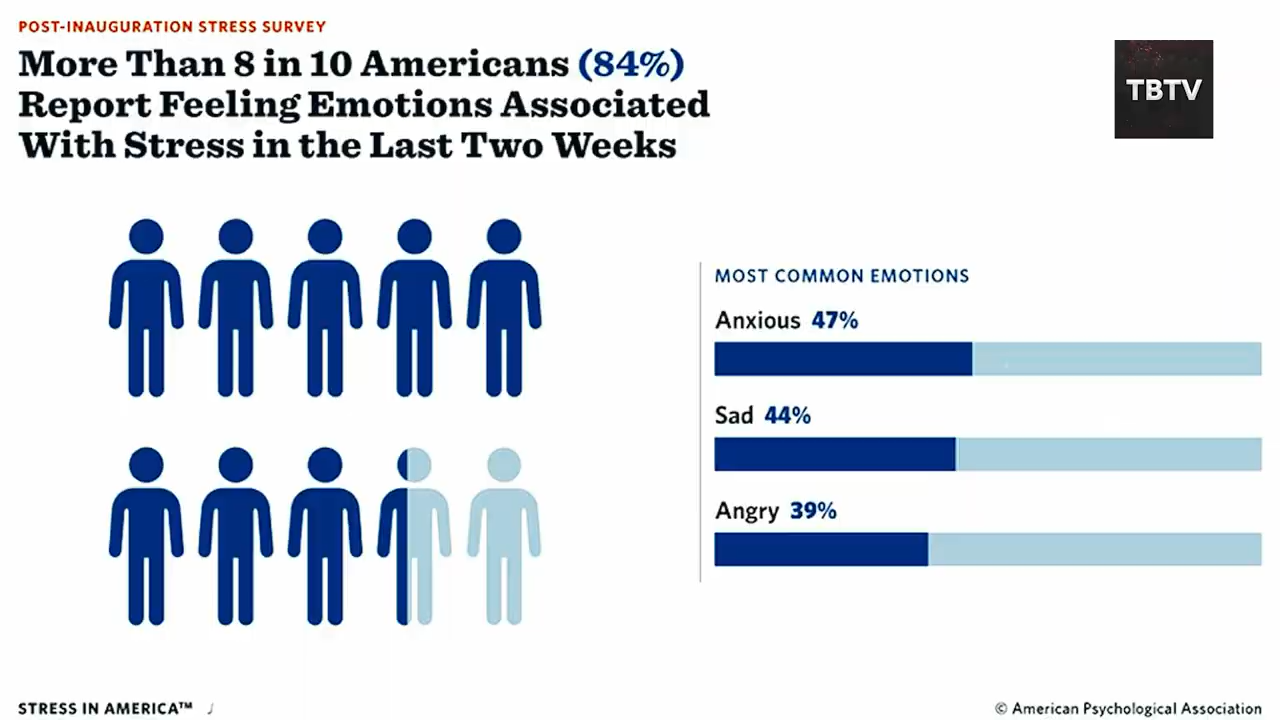 POST-INAUGURATION STRESS SURVEY
More Than 8 in 10 Americans (84%)
Report Feeling Emotions Associated
With Stress in the Last Two Weeks
TBTV
MOST COMMON EMOTIONS
Anxious 47%
Sad 44%
Angry 39%
STRESS IN AMERICA™
© American Psychological Association